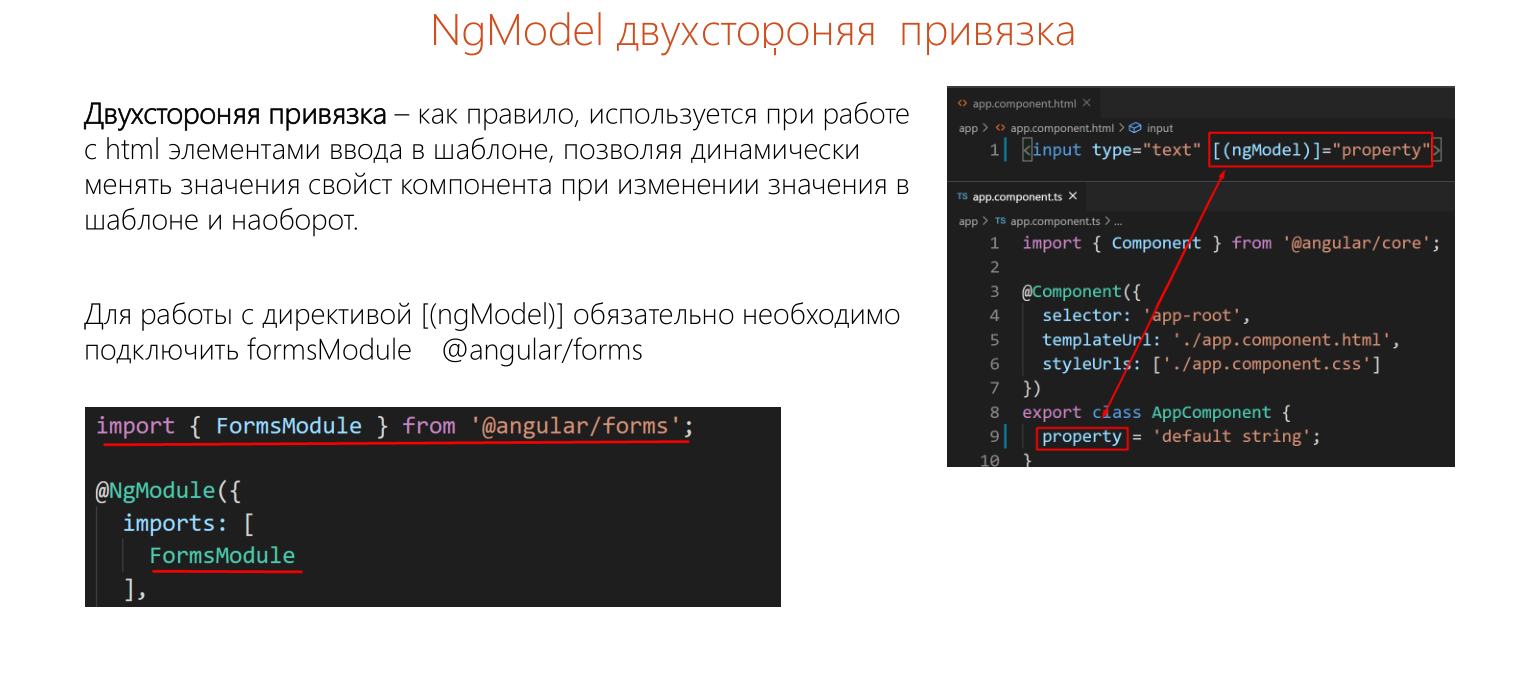 NgModel двухстороняя привязка
Двухстороняя привязка – как правило, используется при работе
с html элементами ввода в шаблоне, позволяя динамически
менять значения свойст компонента при изменении значения в
шаблоне и наоборот.
Для работы с директивой [(ngModel)] обязательно необходимо
подключить formsModule @angular/forms
import { FormsModule } from '@angular/forms';
@NgModule({
imports: [
FormsModule
],
<> app.component.html ×
app > <> app.component.html > input
1 <input type="text" [(ngModel)]="property">
TS app.component.ts ×
app > TS app.component.ts > ...
1 import { Component } from '@angular/core';
2
3 @Component({
4 selector: 'app-root',
5 templateUrl: './app.component.html',
6 styleUrls: ['./app.component.css']
7 })
8 export class AppComponent {
9 property = 'default string';
10 }